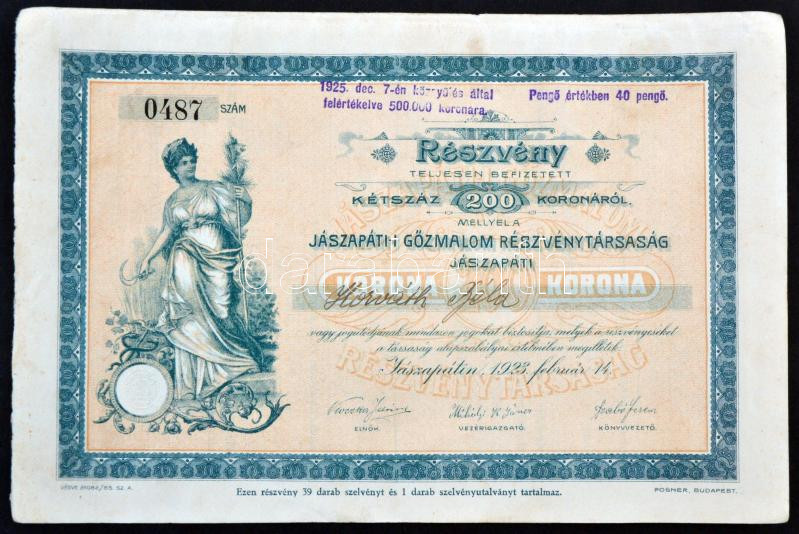 1925. dec. 7-én könyvelés által
felértékelve 500.000 koronára.
Pengő értékben 40 pengő.
0487 SZÁM
Részvény
TELJESEN BEFIZETETT
KÉTSZÁZ 200 KORONÁRÓL,
MELLYEL A
JÁSZAPÁTI-I GŐZMALOM RÉSZVÉNYTÁRSASÁG
JÁSZAPÁTI
KORONA KORONA
Horváth Béla
vagy jogutódjának mindazon jogokat biztosítja, melyek a részvényeseket
a társaság alapszabályai értelmében megilletik.
RÉSZVÉNYTÁRSASÁG
Jászapátin, 1923. február 14.
ELNÖK. VEZÉRIGAZGATÓ. KÖNYVVEZETŐ.
Ezen részvény 39 darab szelvényt és 1 darab szelvényutalványt tartalmaz.
POSNER, BUDAPEST.